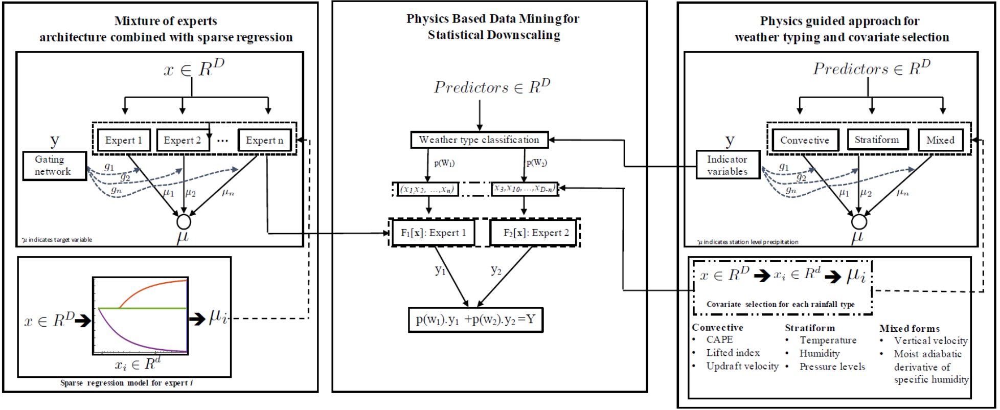 Mixture of experts
architecture combined with sparse regression
x ∈ R^D
y
Expert 1
Expert 2
...
Expert n
Gating
network
g1
g2
gn
μ1
μ2
μn
μ
*μ indicates target variable
x ∈ R^D
μi
xi ∈ R^d
Sparse regression model for expert i
Physics Based Data Mining for
Statistical Downscaling
Predictors ∈ R^D
Weather type classification
p(W1)
p(W2)
(x1,x2, ...,xn)
(x3,x10, ...,xD-n)
F1[x]: Expert 1
F2[x]: Expert 2
y1
y2
p(w1).y1 +p(w2).y2 =Y
Physics guided approach for
weather typing and covariate selection
Predictors ∈ R^D
y
Convective
Stratiform
Mixed
Indicator
variables
g1
g2
gn
μ1
μ2
μn
μ
*μ indicates station level precipitation
x ∈ R^D
xi ∈ R^d
μi
Covariate selection for each rainfall type
Convective
• CAPE
• Lifted index
• Updraft velocity
Stratiform
• Temperature
• Humidity
• Pressure levels
Mixed forms
• Vertical velocity
• Moist adiabatic
derivative of
specific humidity